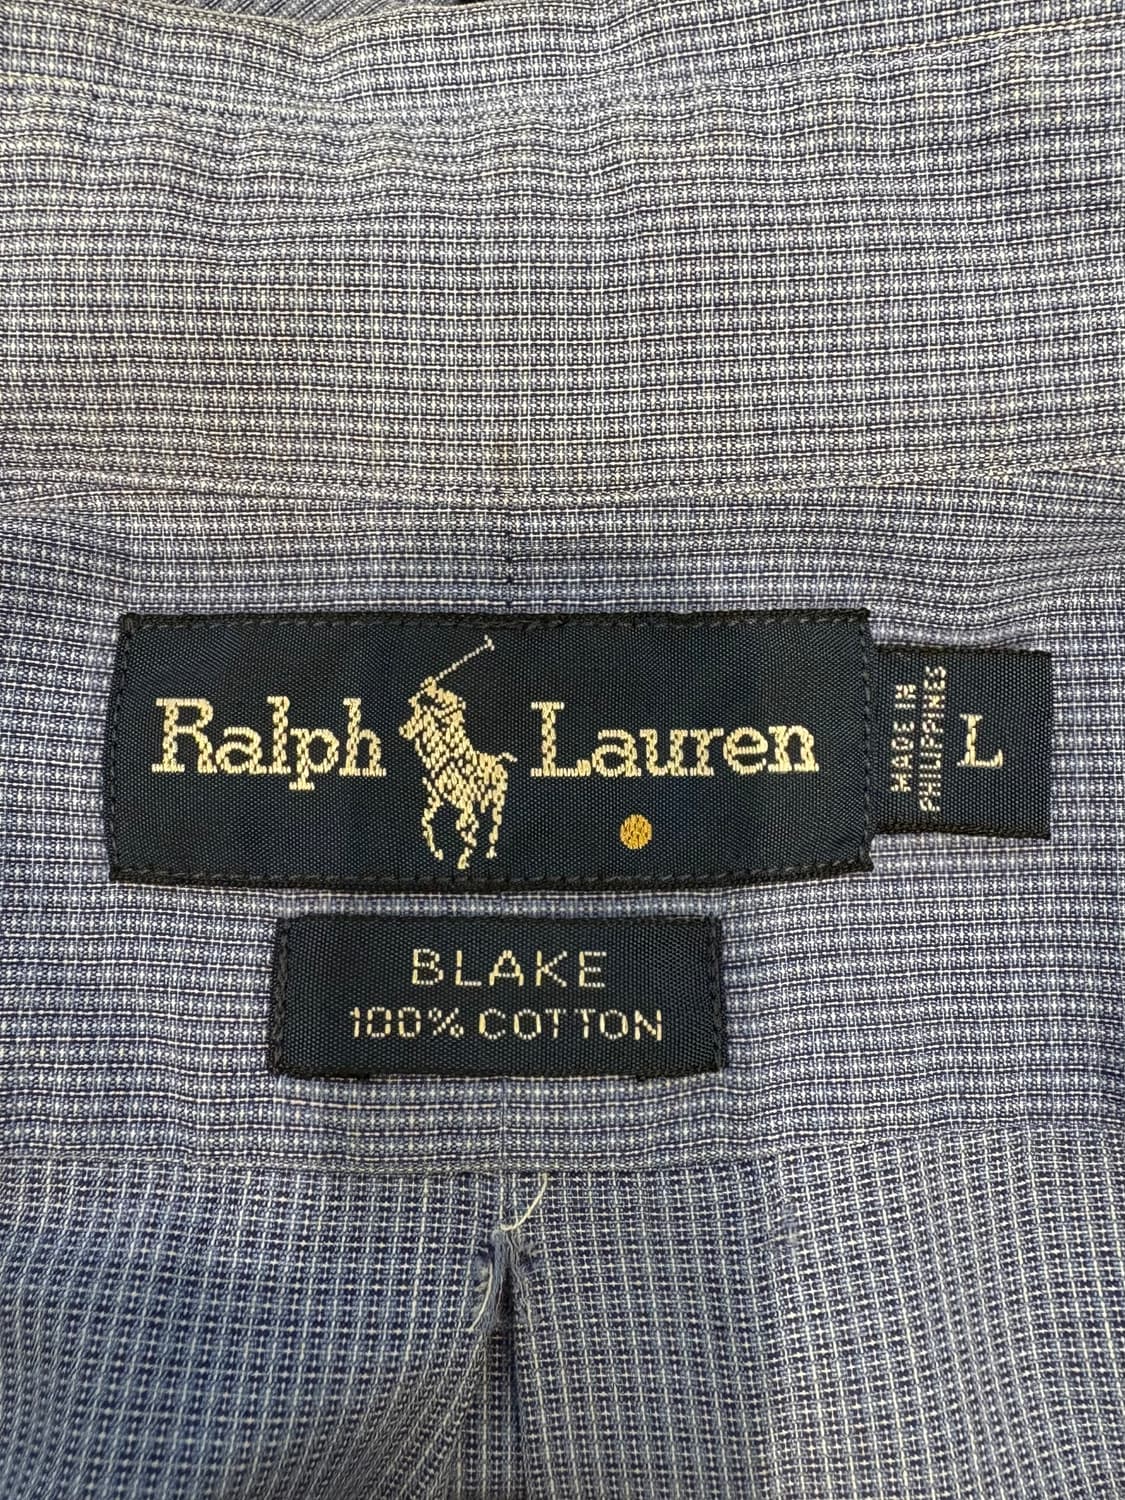 Ralph Lauren
MADE IN
PHILIPPINES
L
BLAKE
100% COTTON